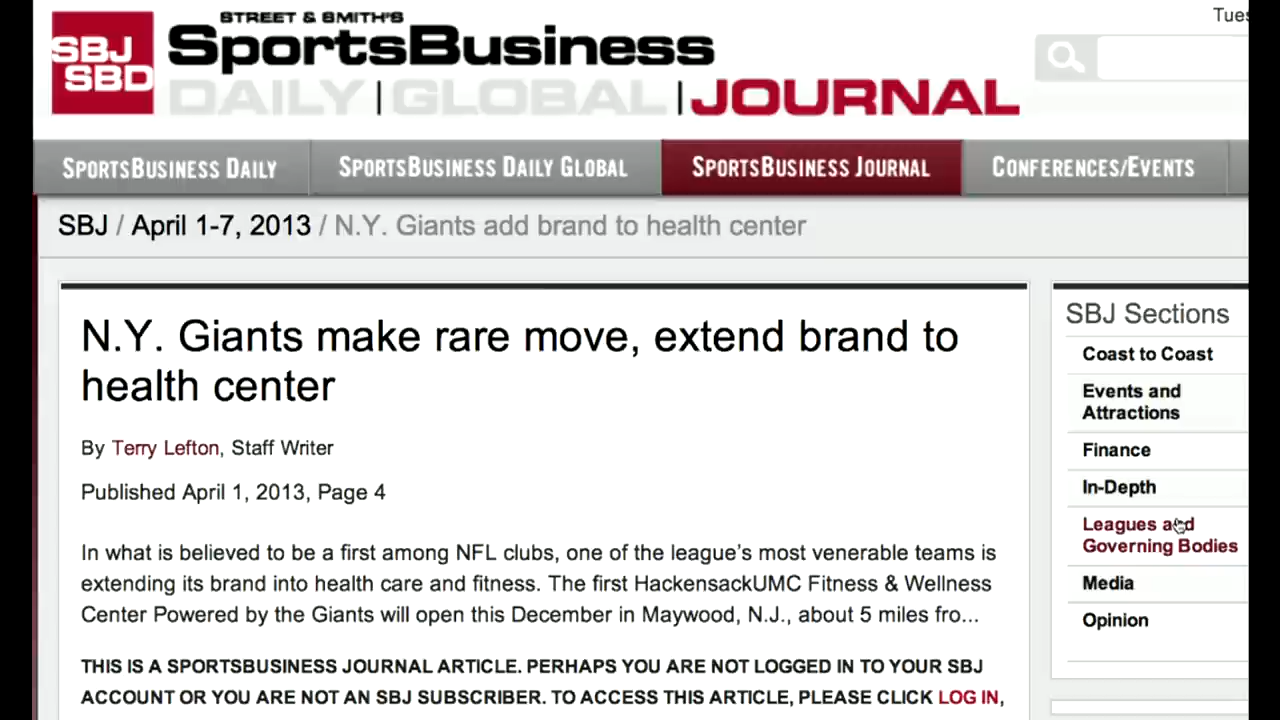 Tues
STREET & SMITH'S
SBJ
SBD
SportsBusiness
DAILY | GLOBAL | JOURNAL
SPORTSBUSINESS DAILY
SPORTSBUSINESS DAILY GLOBAL
SPORTSBUSINESS JOURNAL
CONFERENCES/EVENTS
SBJ / April 1-7, 2013 / N.Y. Giants add brand to health center
N.Y. Giants make rare move, extend brand to
health center
By Terry Lefton, Staff Writer
Published April 1, 2013, Page 4
In what is believed to be a first among NFL clubs, one of the league's most venerable teams is
extending its brand into health care and fitness. The first HackensackUMC Fitness & Wellness
Center Powered by the Giants will open this December in Maywood, N.J., about 5 miles fro...
THIS IS A SPORTSBUSINESS JOURNAL ARTICLE. PERHAPS YOU ARE NOT LOGGED IN TO YOUR SBJ
ACCOUNT OR YOU ARE NOT AN SBJ SUBSCRIBER. TO ACCESS THIS ARTICLE, PLEASE CLICK LOG IN,
SBJ Sections
Coast to Coast
Events and
Attractions
Finance
In-Depth
Leagues and
Governing Bodies
Media
Opinion